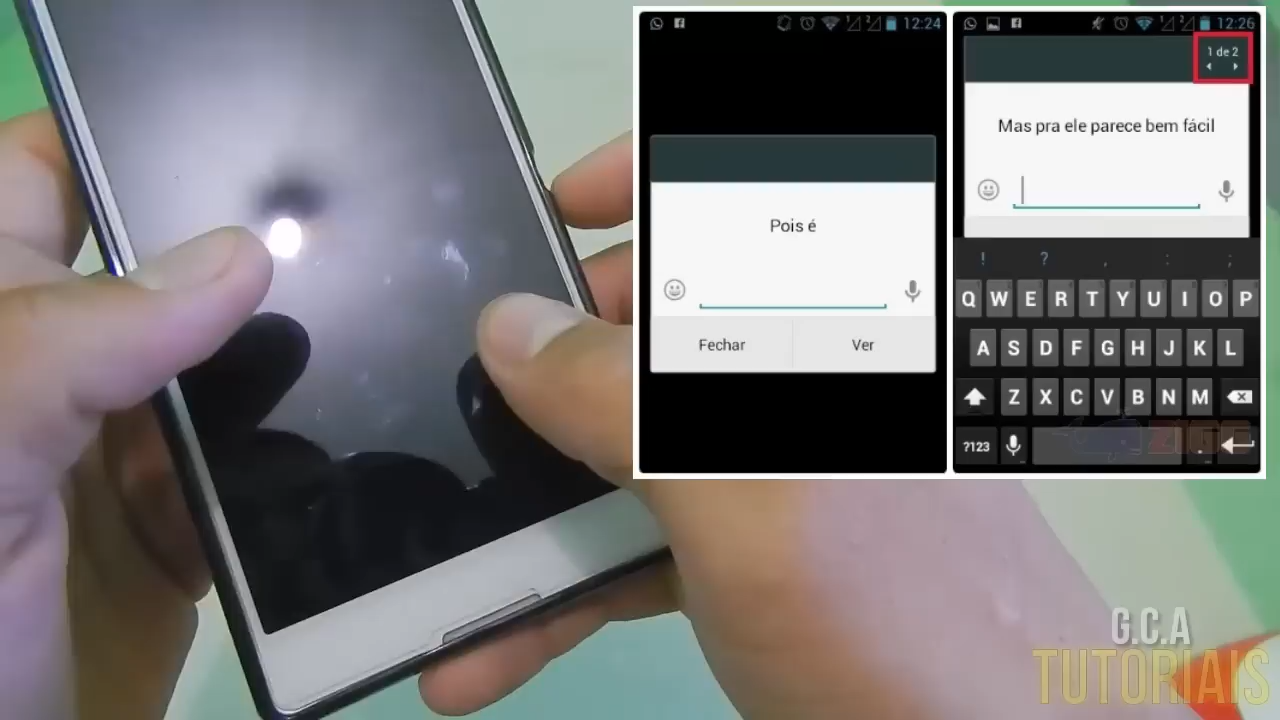 12:24
Pois é
Fechar
Ver
12:26
1 de 2
Mas pra ele parece bem fácil
! ? , : ;
Q W E R T Y U I O P
A S D F G H J K L
Z X C V B N M
?123 .
G.C.A
TUTORIAIS